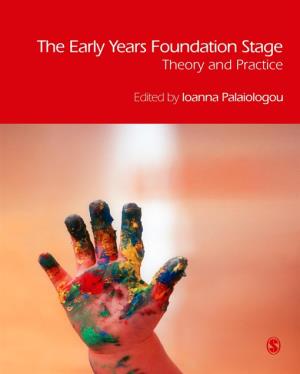 The Early Years Foundation Stage
Theory and Practice
Edited by Ioanna Palaiologou
S